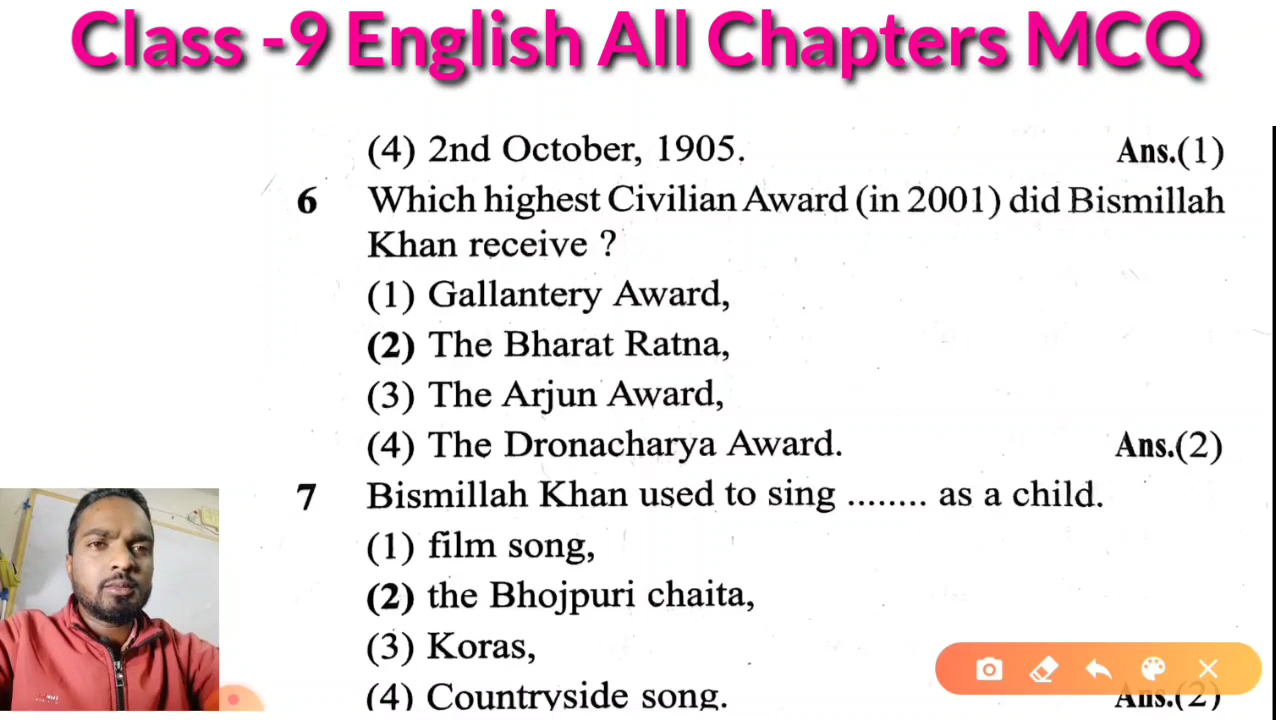 Class -9 English All Chapters MCQ
(4) 2nd October, 1905. Ans.(1)
6 Which highest Civilian Award (in 2001) did Bismillah
Khan receive ?
(1) Gallantery Award,
(2) The Bharat Ratna,
(3) The Arjun Award,
(4) The Dronacharya Award. Ans.(2)
7 Bismillah Khan used to sing ........ as a child.
(1) film song,
(2) the Bhojpuri chaita,
(3) Koras,
(4) Countryside song. Ans.(2)